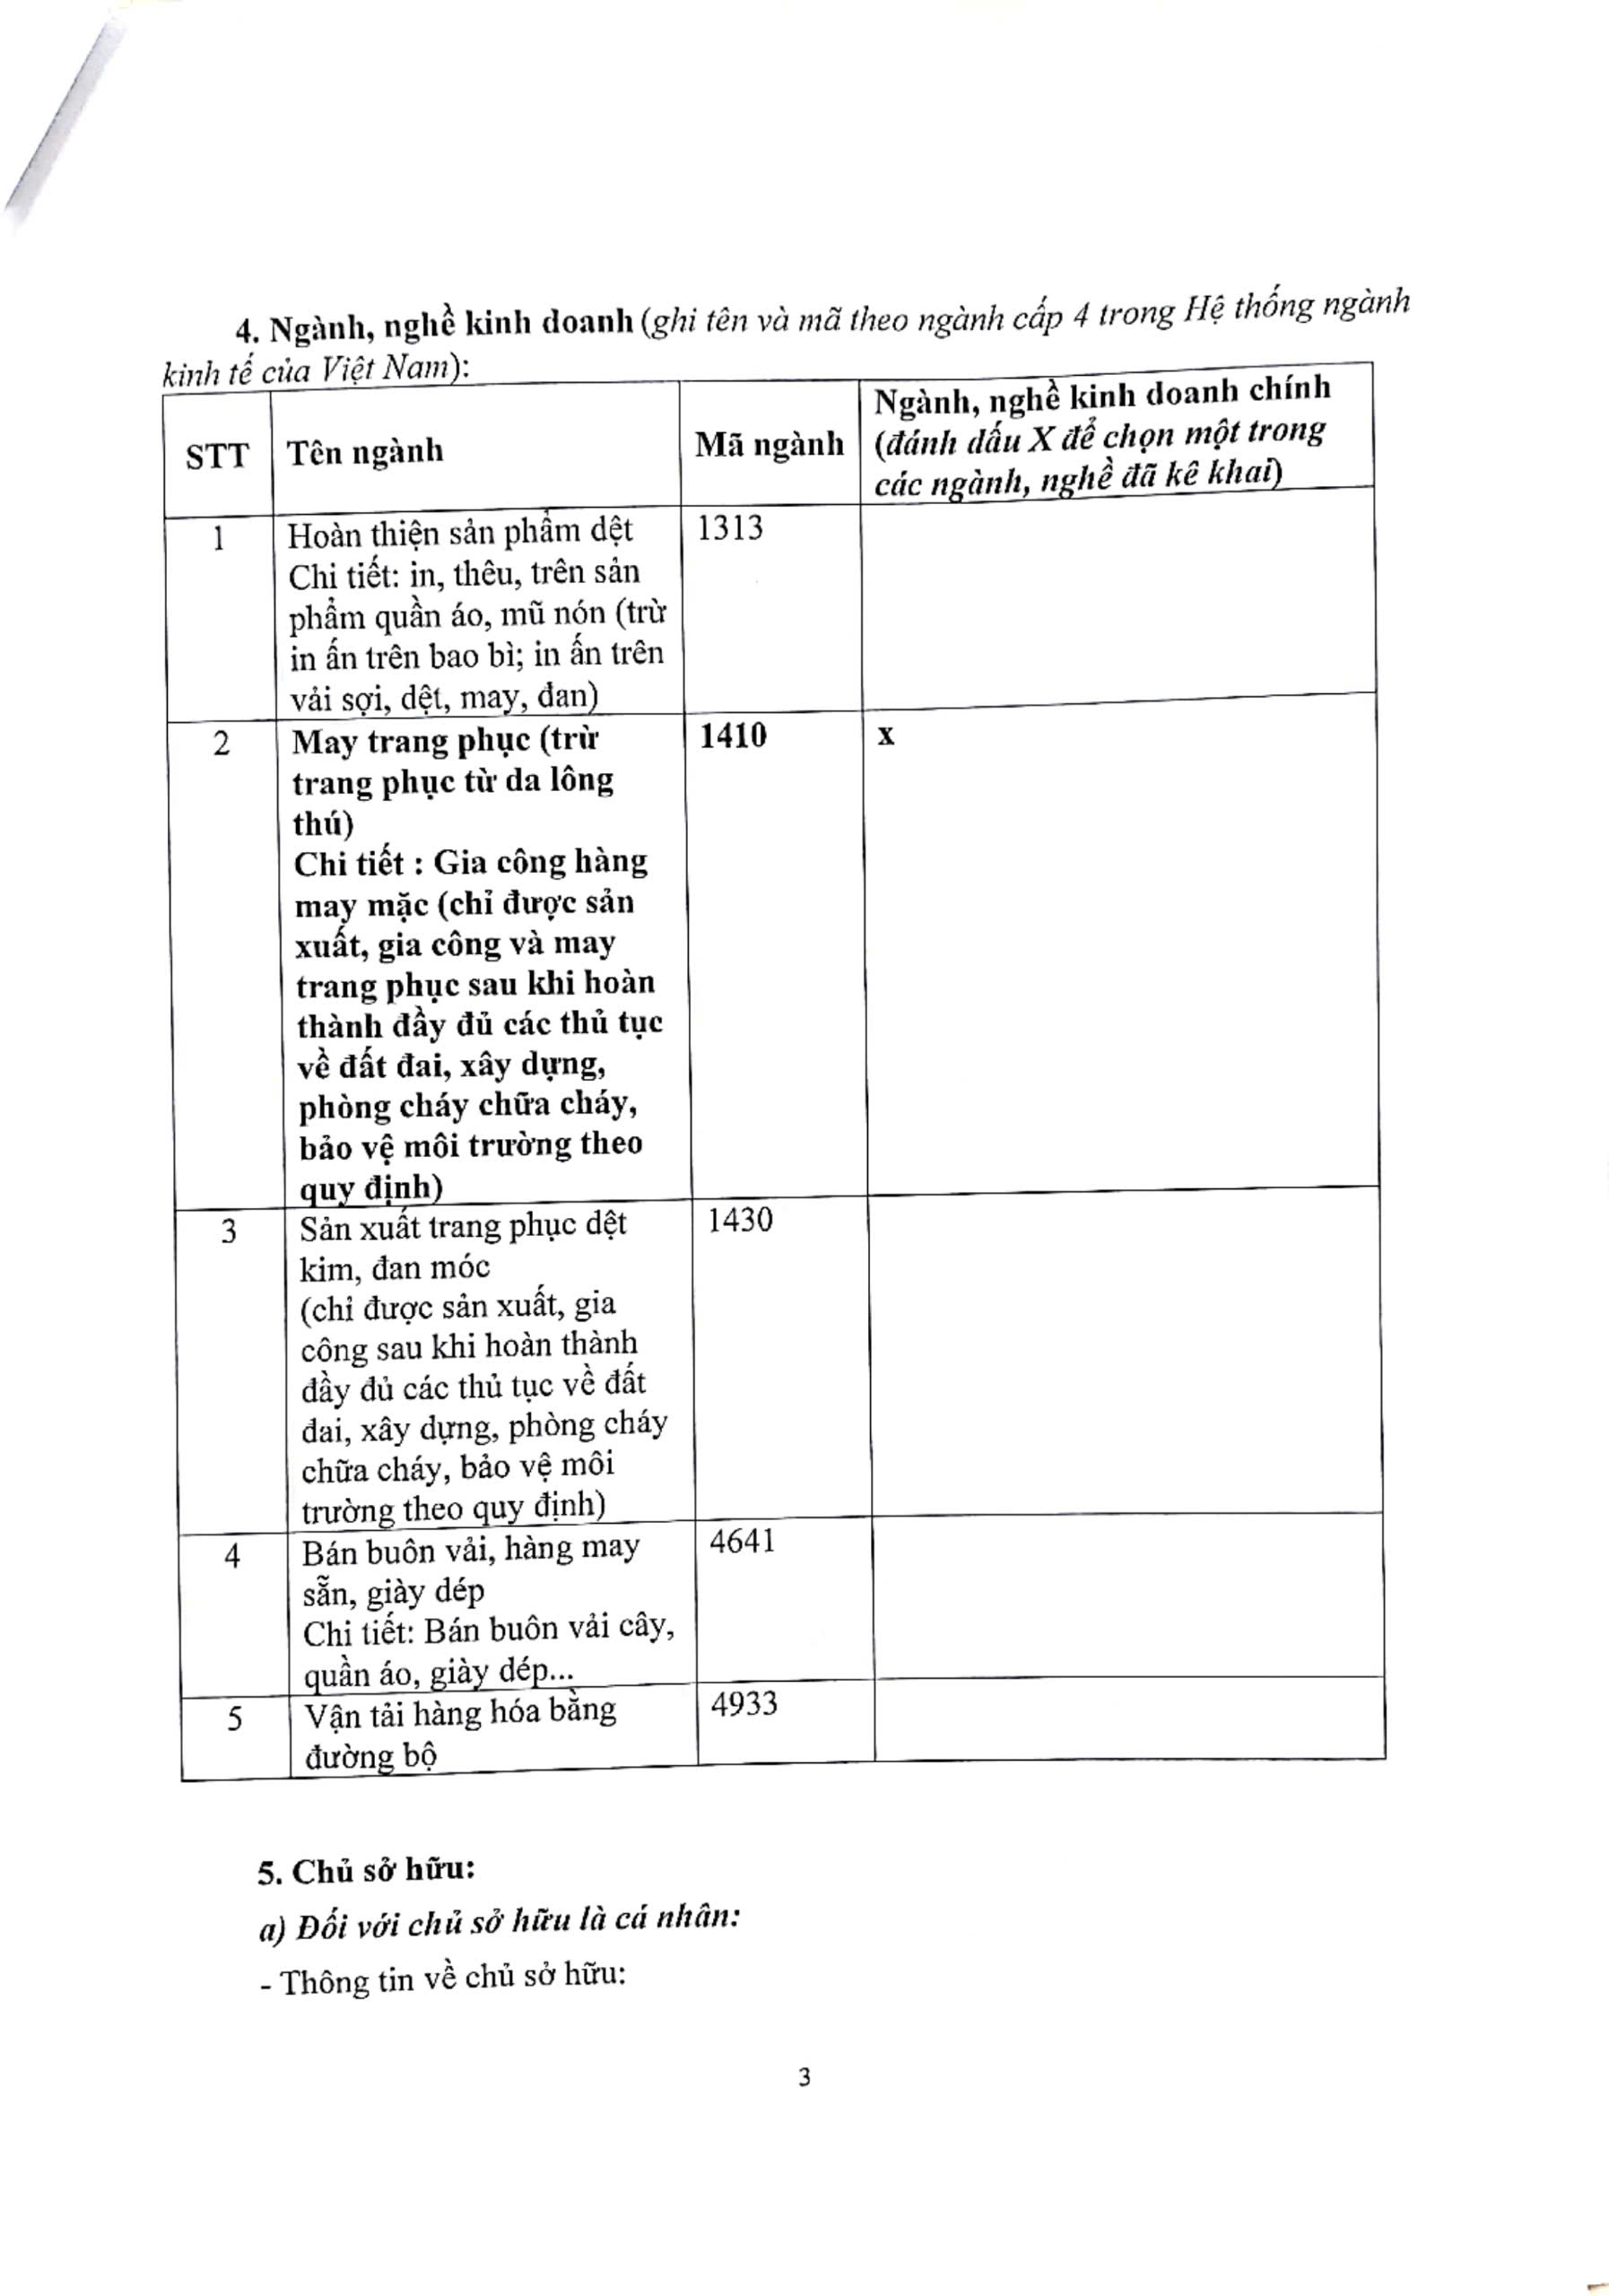 4. Ngành, nghề kinh doanh (ghi tên và mã theo ngành cấp 4 trong Hệ thống ngành
kinh tế của Việt Nam):
STT
Tên ngành
Mã ngành
Ngành, nghề kinh doanh chính
(đánh dấu X để chọn một trong
các ngành, nghề đã kê khai)
1
Hoàn thiện sản phẩm dệt
Chi tiết: in, thêu, trên sản
phẩm quần áo, mũ nón (trừ
in ấn trên bao bì; in ấn trên
vải sợi, dệt, may, đan)
1313
2
May trang phục (trừ
trang phục từ da lông
thú)
Chi tiết : Gia công hàng
may mặc (chỉ được sản
xuất, gia công và may
trang phục sau khi hoàn
thành đầy đủ các thủ tục
về đất đai, xây dựng,
phòng cháy chữa cháy,
bảo vệ môi trường theo
quy định)
1410
x
3
Sản xuất trang phục dệt
kim, đan móc
(chỉ được sản xuất, gia
công sau khi hoàn thành
đầy đủ các thủ tục về đất
đai, xây dựng, phòng cháy
chữa cháy, bảo vệ môi
trường theo quy định)
1430
4
Bán buôn vải, hàng may
sẵn, giày dép
Chi tiết: Bán buôn vải cây,
quần áo, giày dép...
4641
5
Vận tải hàng hóa bằng
đường bộ
4933
5. Chủ sở hữu:
a) Đối với chủ sở hữu là cá nhân:
- Thông tin về chủ sở hữu:
3